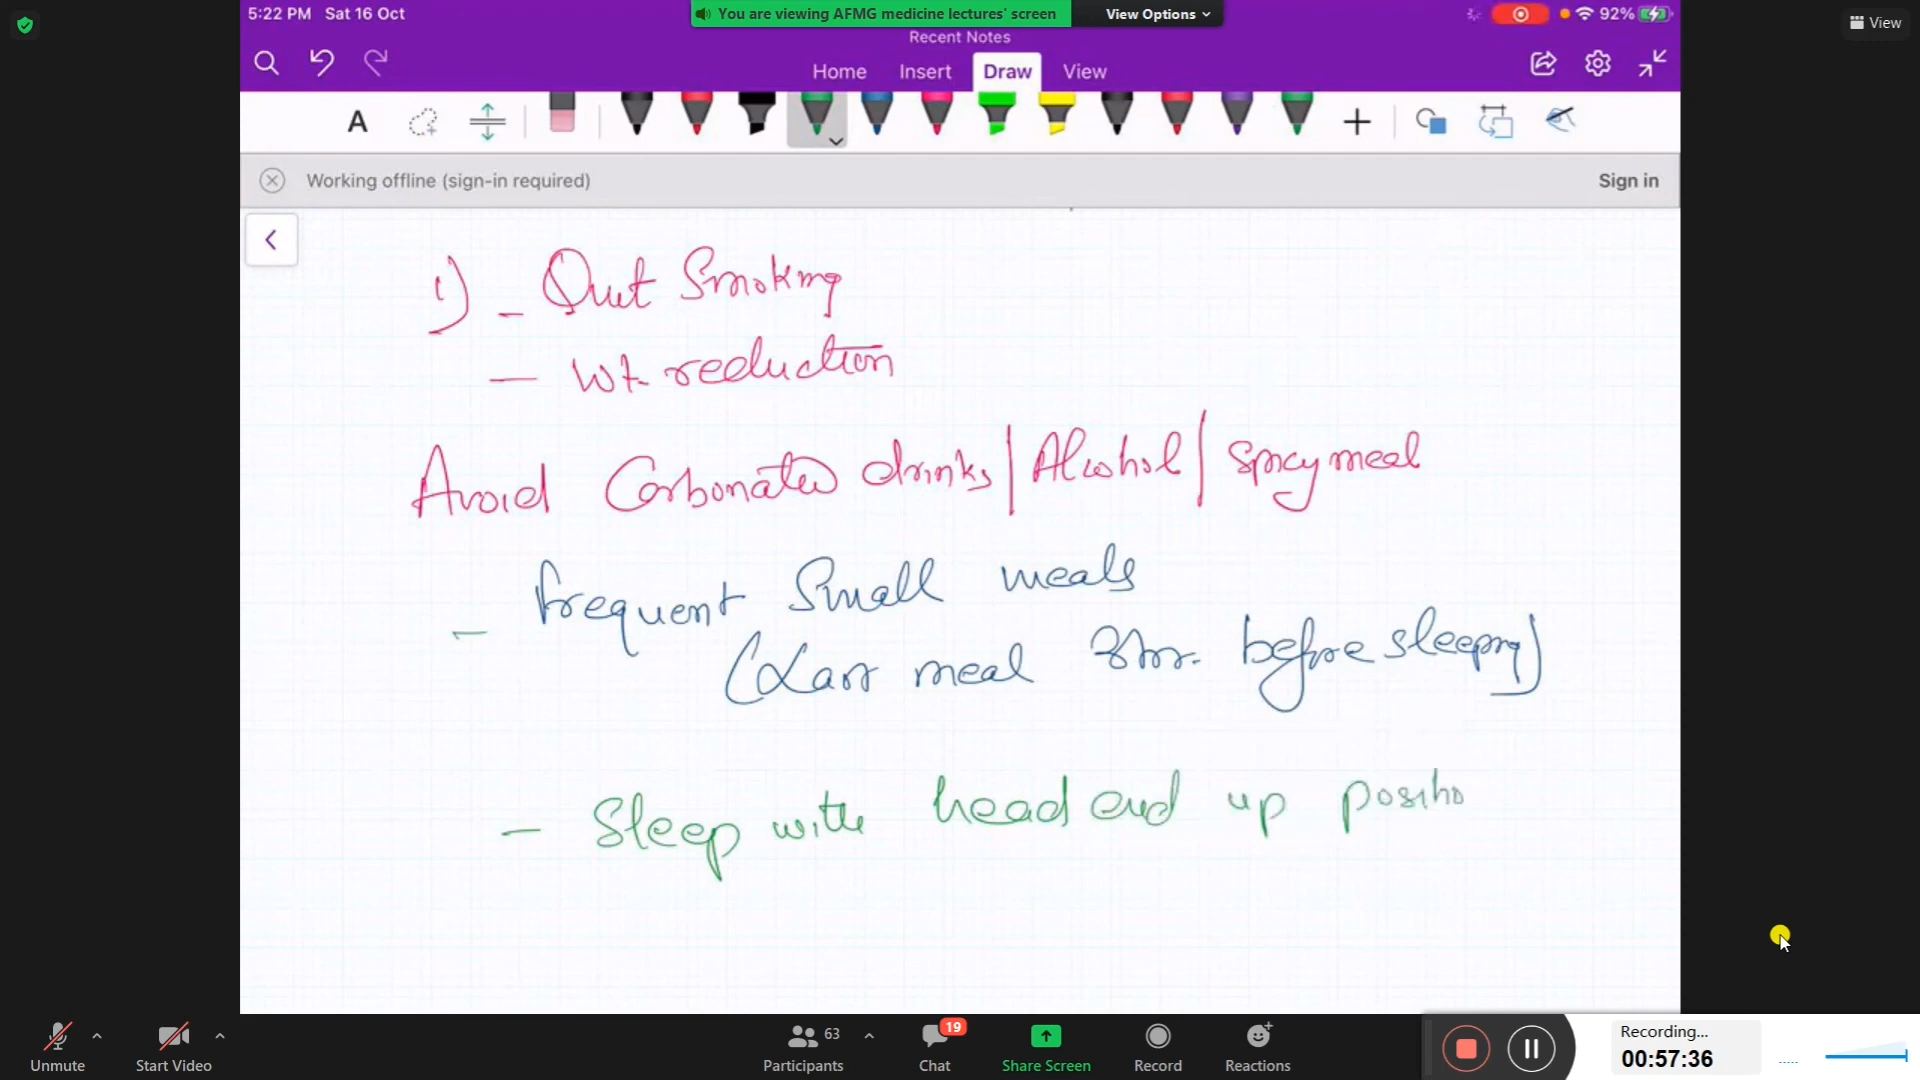 5:22 PM Sat 16 Oct
You are viewing AFMG medicine lectures' screen
View Options
92%
View
Recent Notes
Home Insert Draw View
A
Working offline (sign-in required)
Sign in
1) - Quit Smoking
- Wt. reduction
Avoid Carbonated drinks | Alcohol | Spicy meal
- frequent Small meals
(Last meal 3hr. before sleeping)
- Sleep with head end up positio
Unmute
Start Video
63
Participants
19
Chat
Share Screen
Record
Reactions
Recording...
00:57:36